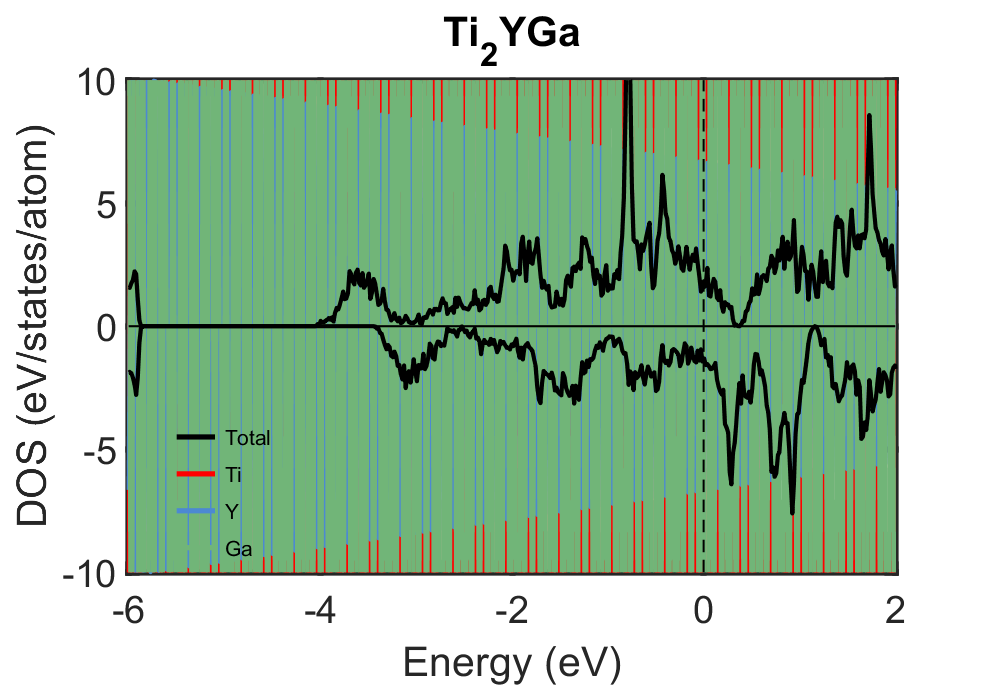 Ti2YGa
10
5
0
-5
-10
DOS (eV/states/atom)
Total
Ti
Y
Ga
-6
-4
-2
0
2
Energy (eV)